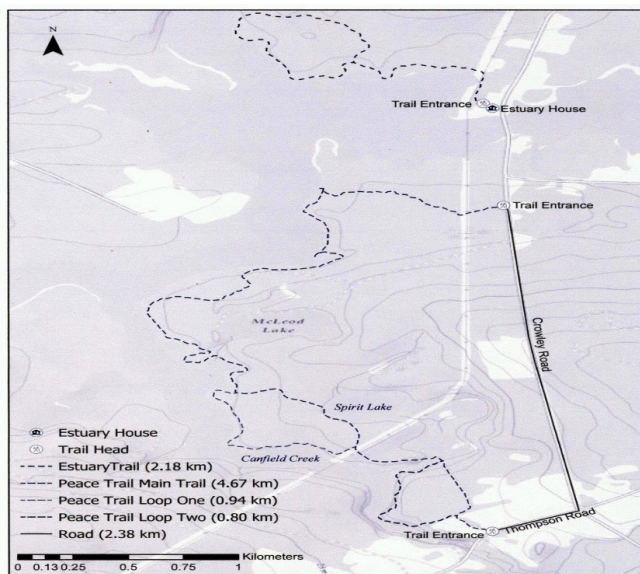 N
Trail Entrance
Estuary House
Trail Entrance
Crowley Road
McLeod
Lake
Spirit Lake
Canfield Creek
Estuary House
Trail Head
EstuaryTrail (2.18 km)
Peace Trail Main Trail (4.67 km)
Peace Trail Loop One (0.94 km)
Peace Trail Loop Two (0.80 km)
Road (2.38 km)
Trail Entrance
Thompson Road
Kilometers
0 0.13 0.25 0.5 0.75 1